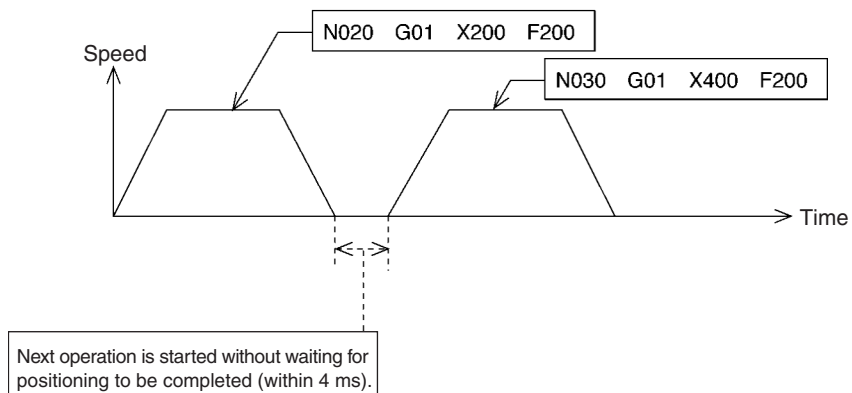 N020 G01 X200 F200
Speed
N030 G01 X400 F200
Time
Next operation is started without waiting for
positioning to be completed (within 4 ms).